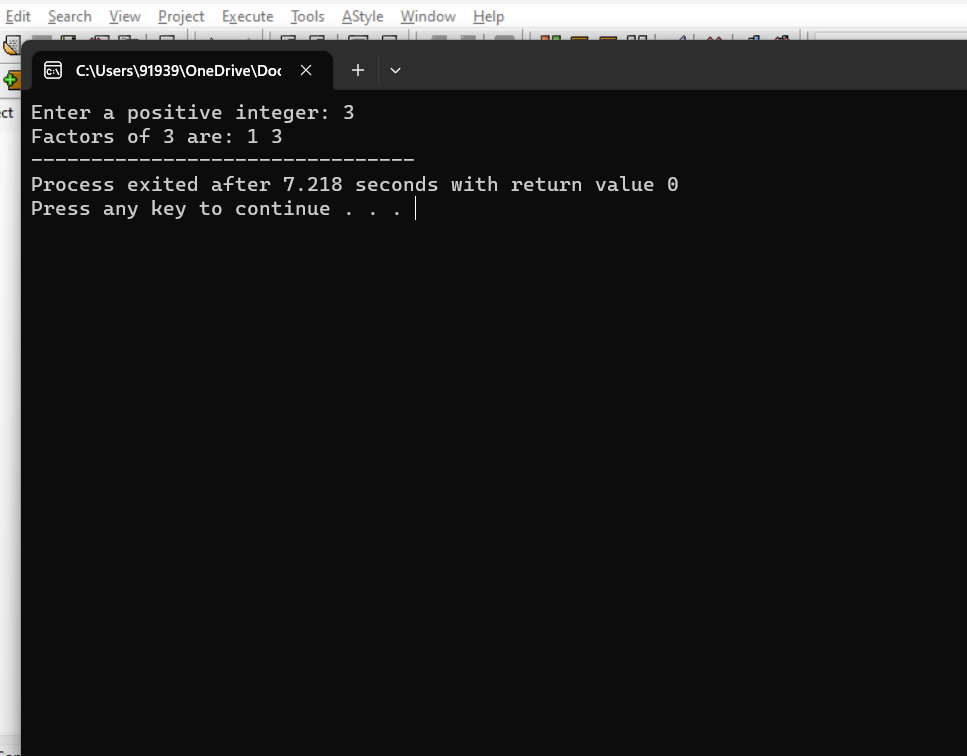 Edit Search View Project Execute Tools AStyle Window Help
C:\Users\91939\OneDrive\Doc
ct
Enter a positive integer: 3
Factors of 3 are: 1 3
--------------------------------
Process exited after 7.218 seconds with return value 0
Press any key to continue . . .